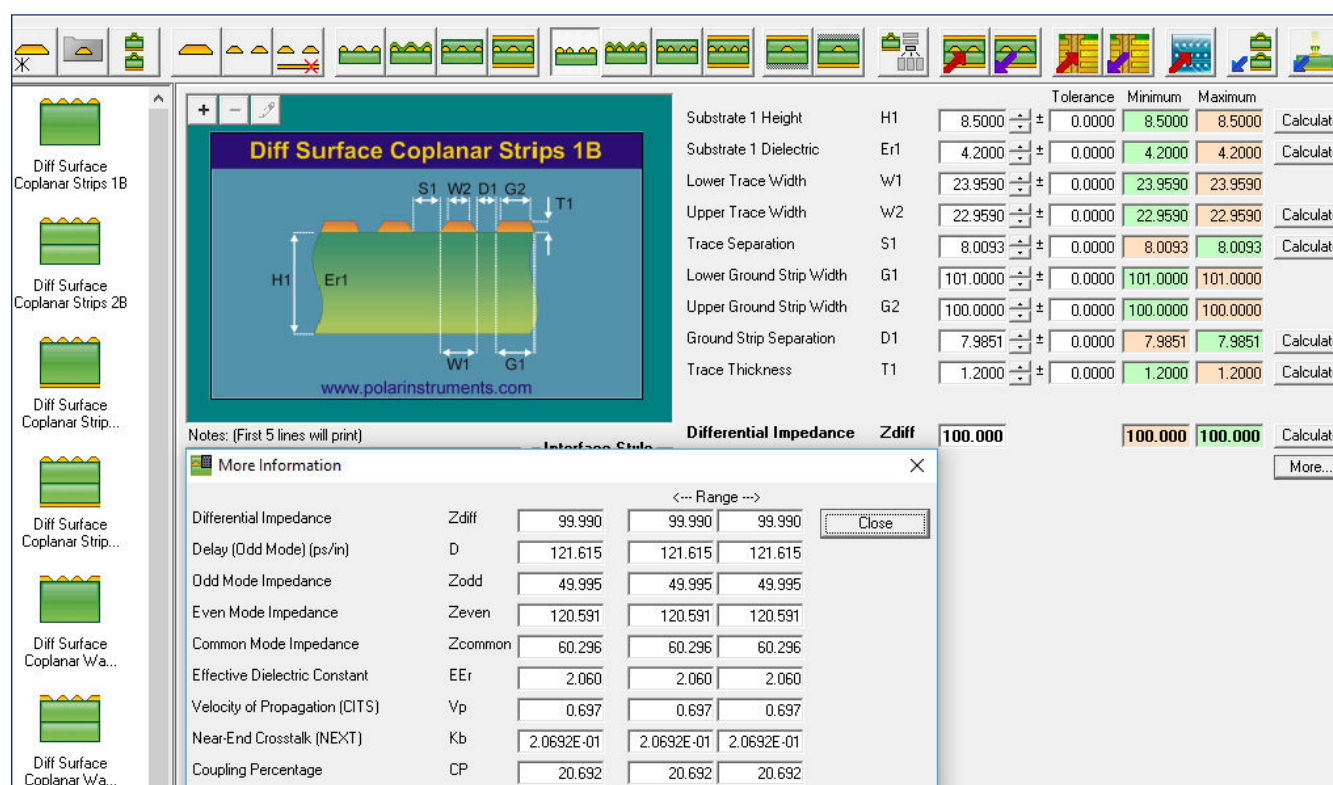 Tolerance Minimum Maximum
Diff Surface
Coplanar Strips 1B
Diff Surface
Coplanar Strips 2B
Diff Surface
Coplanar Strip...
Diff Surface
Coplanar Strip...
Diff Surface
Coplanar Wa...
Diff Surface
Coplanar Wa...
+ −
Diff Surface Coplanar Strips 1B
S1 W2 D1 G2
T1
H1 Er1
W1 G1
www.polarinstruments.com
Substrate 1 Height H1 8.5000 ± 0.0000 8.5000 8.5000 Calculat
Substrate 1 Dielectric Er1 4.2000 ± 0.0000 4.2000 4.2000 Calculat
Lower Trace Width W1 23.9590 ± 0.0000 23.9590 23.9590
Upper Trace Width W2 22.9590 ± 0.0000 22.9590 22.9590 Calculat
Trace Separation S1 8.0093 ± 0.0000 8.0093 8.0093 Calculat
Lower Ground Strip Width G1 101.0000 ± 0.0000 101.0000 101.0000
Upper Ground Strip Width G2 100.0000 ± 0.0000 100.0000 100.0000
Ground Strip Separation D1 7.9851 ± 0.0000 7.9851 7.9851 Calculat
Trace Thickness T1 1.2000 ± 0.0000 1.2000 1.2000 Calculat
Differential Impedance Zdiff 100.000 100.000 100.000 Calculat
More...
Notes: (First 5 lines will print)
Interface Style
More Information
<--- Range --->
Close
Differential Impedance Zdiff 99.990 99.990 99.990
Delay (Odd Mode) (ps/in) D 121.615 121.615 121.615
Odd Mode Impedance Zodd 49.995 49.995 49.995
Even Mode Impedance Zeven 120.591 120.591 120.591
Common Mode Impedance Zcommon 60.296 60.296 60.296
Effective Dielectric Constant EEr 2.060 2.060 2.060
Velocity of Propagation (CITS) Vp 0.697 0.697 0.697
Near-End Crosstalk (NEXT) Kb 2.0692E-01 2.0692E-01 2.0692E-01
Coupling Percentage CP 20.692 20.692 20.692